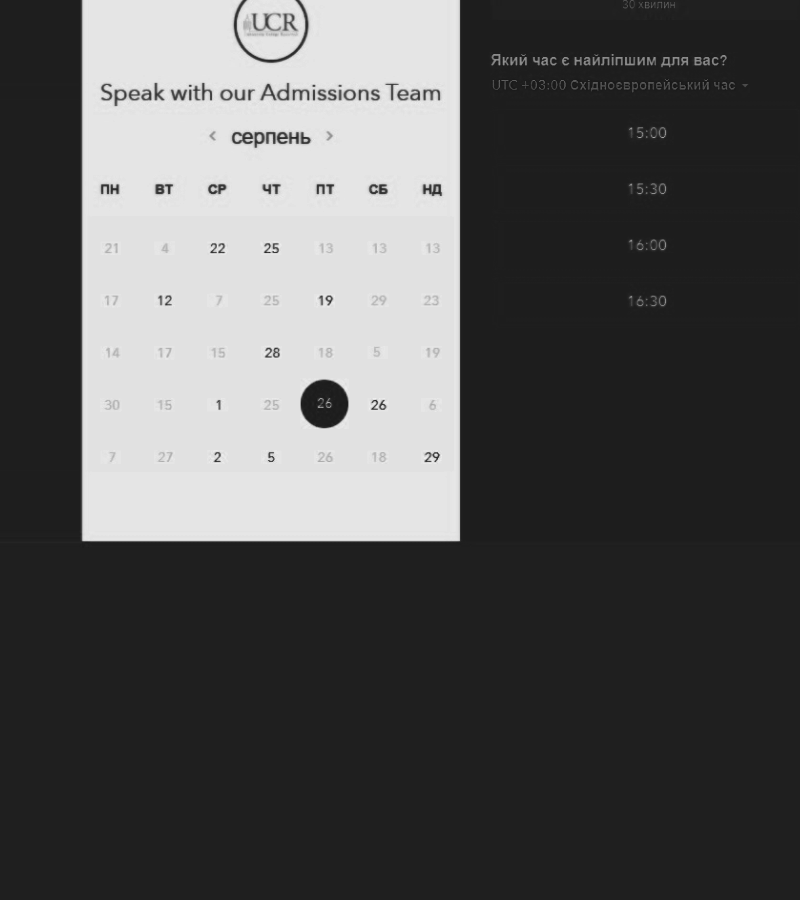 UCR
Speak with our Admissions Team
серпень
ПН ВТ СР ЧТ ПТ СБ НД
21 4 22 25 13 13 13
17 12 7 25 19 29 23
14 17 15 28 18 5 19
30 15 1 25 26 26 6
7 27 2 5 26 18 29
30 хвилин
Який час є найліпшим для вас?
UTC +03:00 Східноєвропейський час
15:00
15:30
16:00
16:30